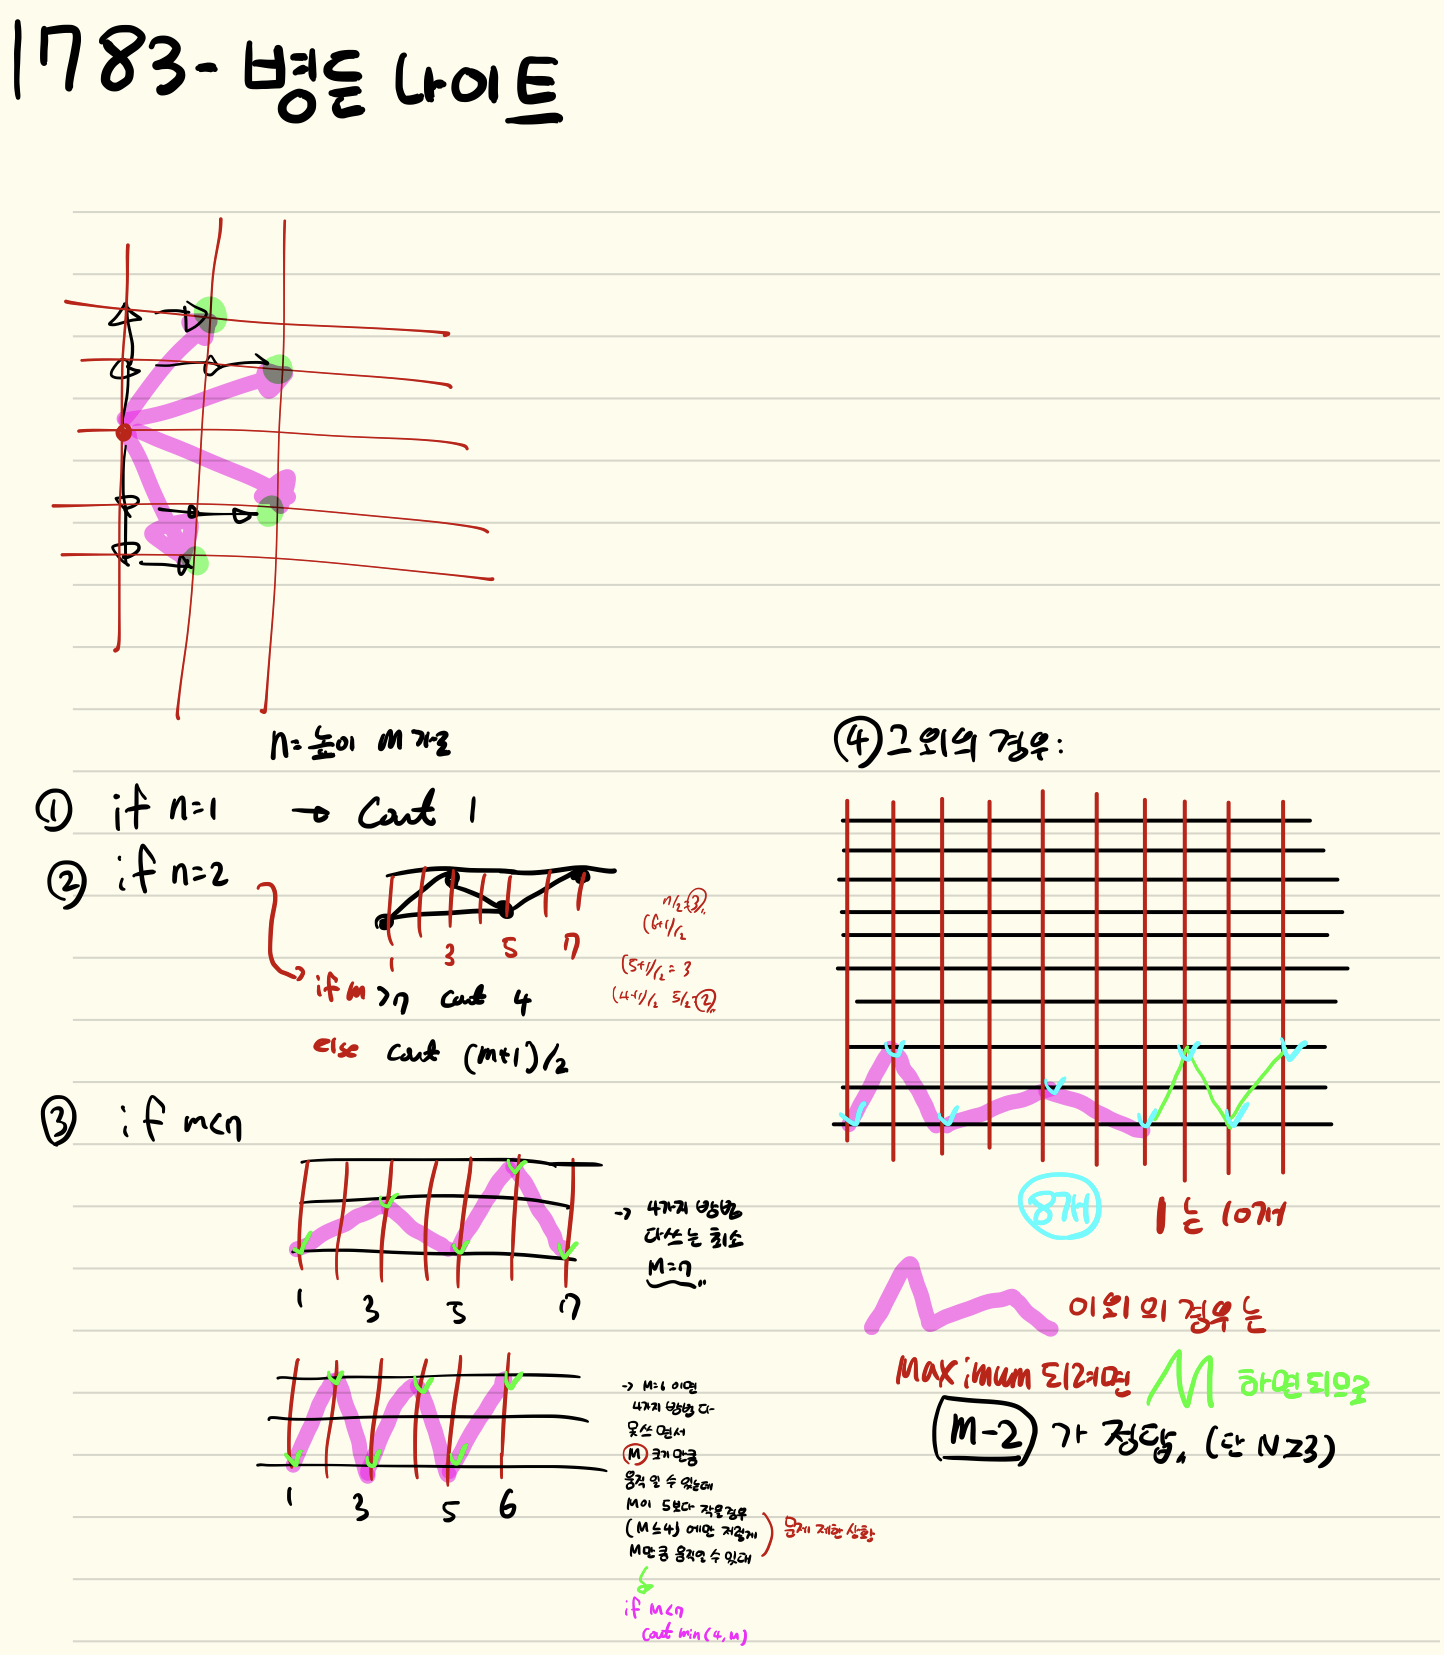 1783 - 병든 나이트
n=높이 m 가로
① if n=1 → Cout 1
② if n=2
1 3 5 7
n/2=③
(6+1)/2
(5+1)/2 = 3
(4+1)/2 5/2=②
if m >7 Cout 4
else Cout (m+1)/2
③ if m<7
→ 4가지 방법
다쓰는 최소
M=7
1 3 5 7
→ M=6 이면
4가지 방법 다
못쓰면서
M 크기 만큼
움직일 수 있는데
M이 5보다 작을경우
(M≤4) 에만 저렇게
M만큼 움직일 수 있대
문제 제한 상황
1 3 5 6
if M<7
Cout min(4, m)
④ 그 외의 경우:
8개
1는 10개
이외의 경우는
Maximum 되려면 M 하면되므로
M-2 가 정답, (단 N≥3)